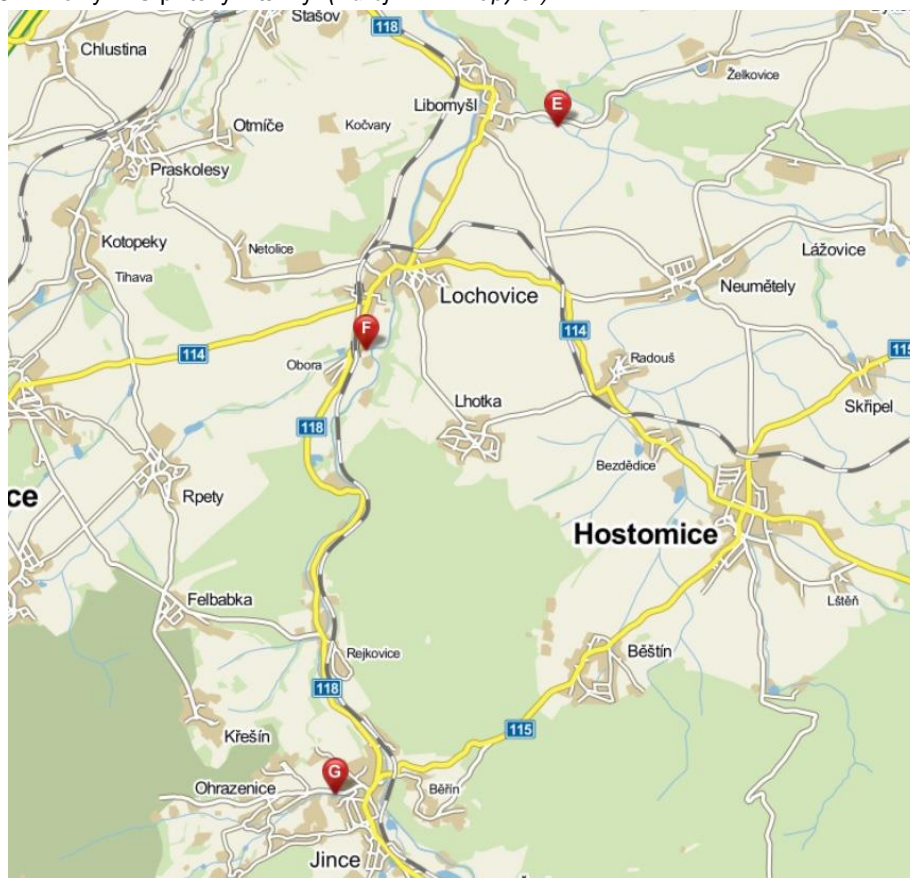 118
Stašov
Chlustina
Želkovice
Libomyšl
E
Otmíče
Kočvary
Praskolesy
Kotopeky
Netolice
Tihava
Lážovice
Neumětely
Lochovice
F
114
114
115
Radouš
Obora
Lhotka
Skřipel
118
Bezdědice
Rpety
ce
Hostomice
Felbabka
Lštěň
Rejkovice
Běštín
118
Křešín
115
G
Ohrazenice
Běřín
Jince